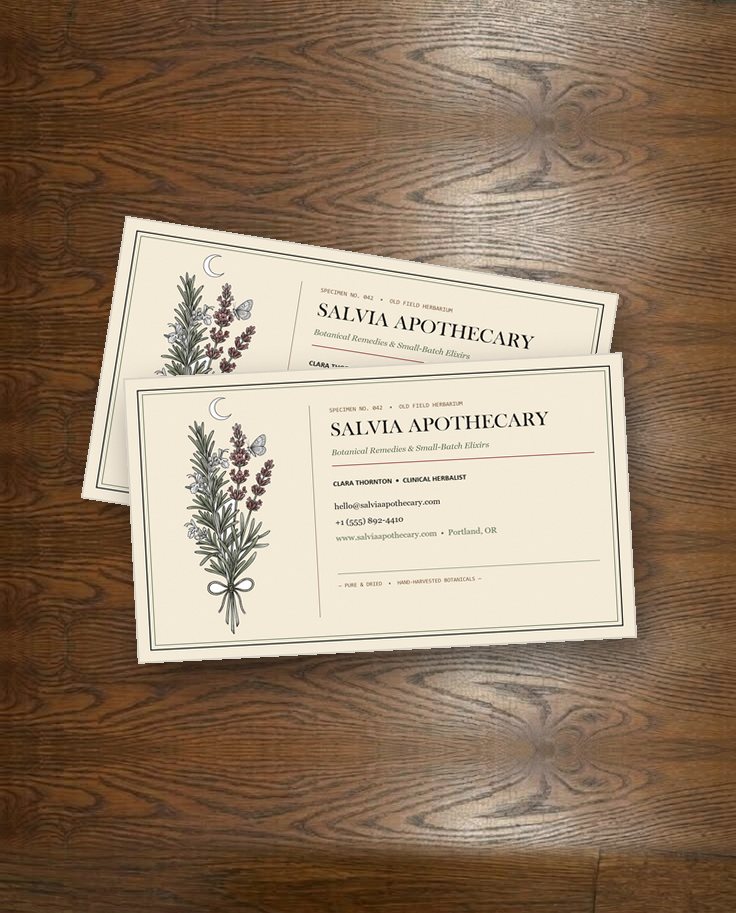 SPECIMEN NO. 042 • OLD FIELD HERBARIUM
SALVIA APOTHECARY
Botanical Remedies & Small-Batch Elixirs
CLARA
SPECIMEN NO. 042 • OLD FIELD HERBARIUM
SALVIA APOTHECARY
Botanical Remedies & Small-Batch Elixirs
CLARA THORNTON • CLINICAL HERBALIST
hello@salviaapothecary.com
+1 (555) 892-4410
www.salviaapothecary.com • Portland, OR
— PURE & DRIED • HAND-HARVESTED BOTANICALS —